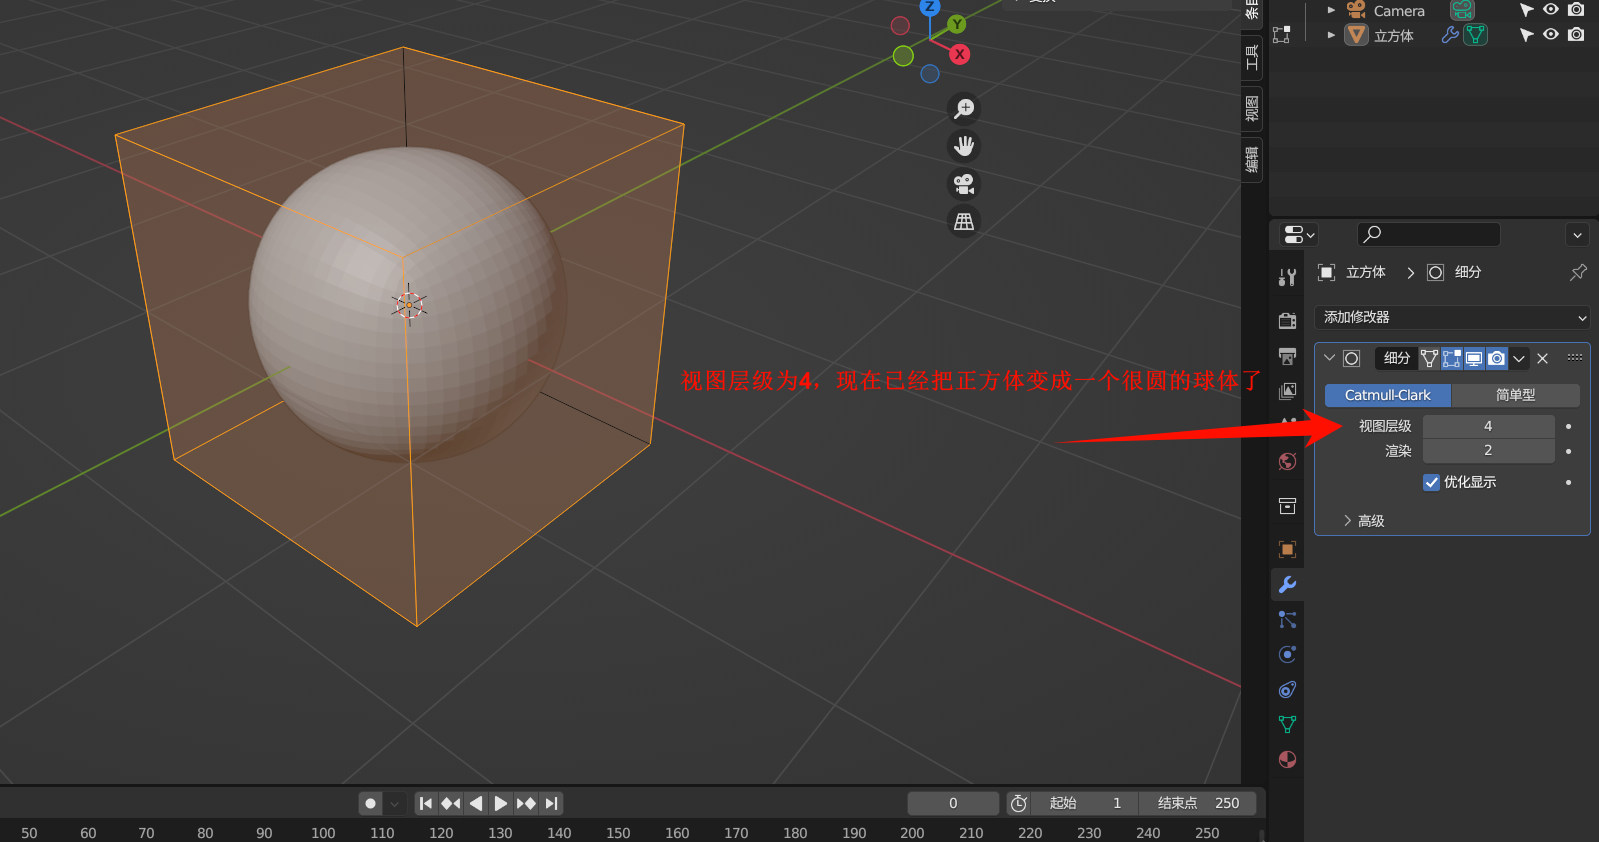 Z
Y
X
条目
工具
视图
编辑
Camera
立方体
立方体
细分
添加修改器
细分
Catmull-Clark 简单型
视图层级 4
渲染 2
优化显示
高级
视图层级为4，现在已经把正方体变成一个很圆的球体了
0 起始 1 结束点 250
50 60 70 80 90 100 110 120 130 140 150 160 170 180 190 200 210 220 230 240 250